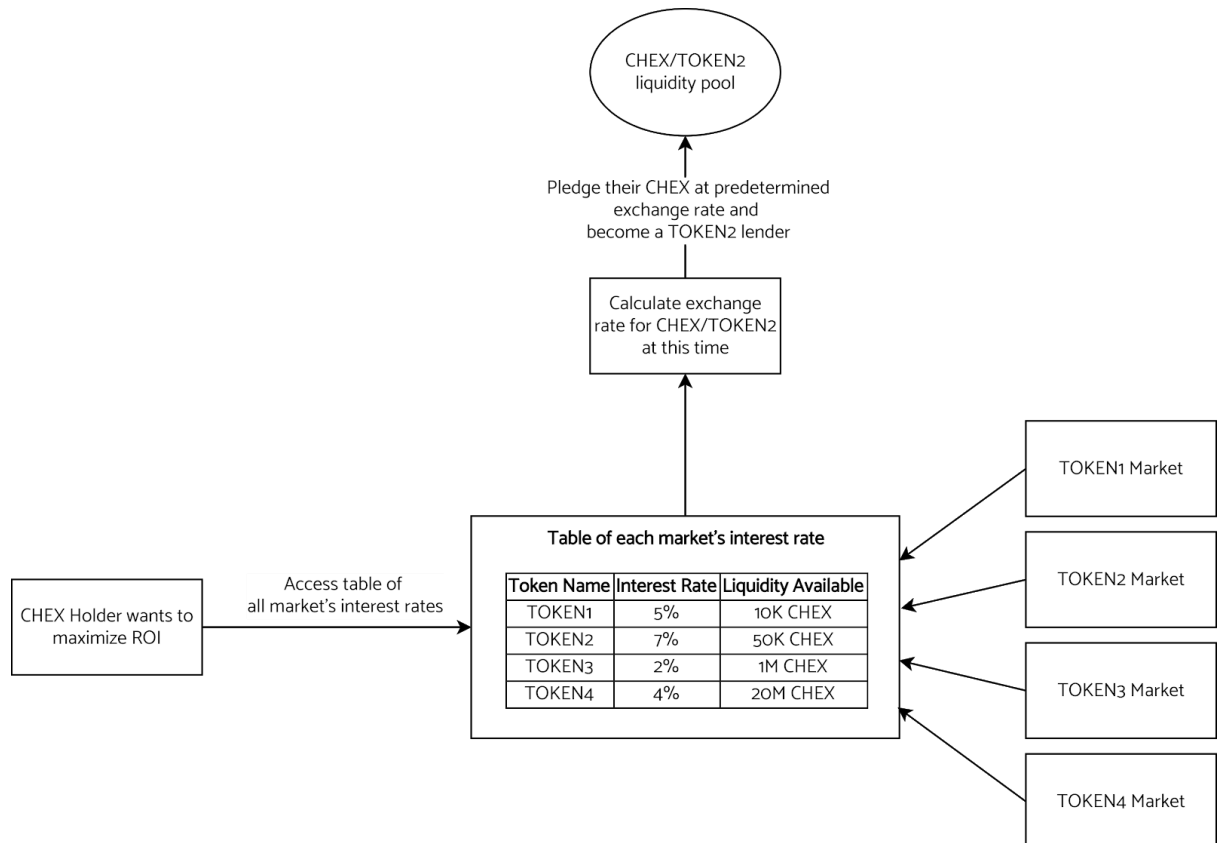 CHEX/TOKEN2
liquidity pool
Pledge their CHEX at predetermined
exchange rate and
become a TOKEN2 lender
Calculate exchange
rate for CHEX/TOKEN2
at this time
TOKEN1 Market
TOKEN2 Market
TOKEN3 Market
TOKEN4 Market
CHEX Holder wants to
maximize ROI
Access table of
all market's interest rates
Table of each market's interest rate
Token Name Interest Rate Liquidity Available
TOKEN1 5% 10K CHEX
TOKEN2 7% 50K CHEX
TOKEN3 2% 1M CHEX
TOKEN4 4% 20M CHEX